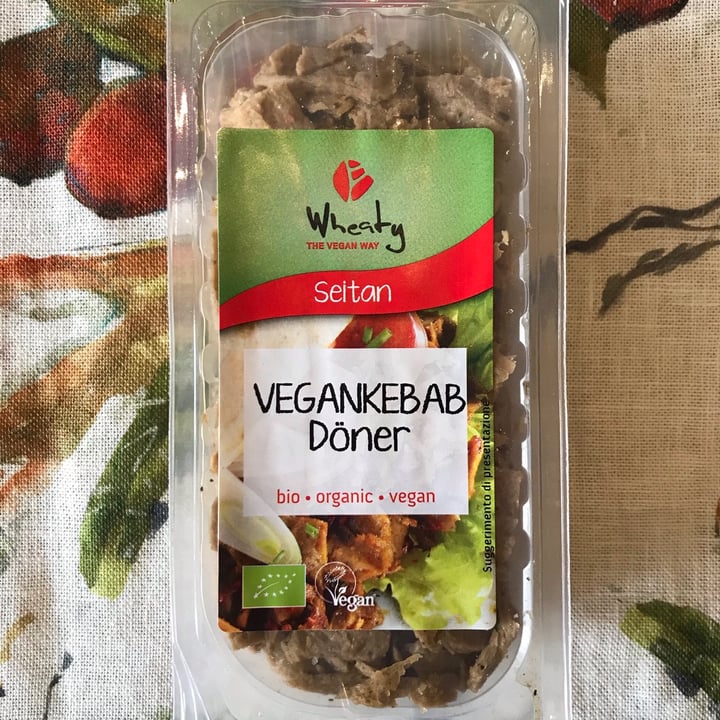 Wheaty
THE VEGAN WAY
Seitan
VEGANKEBAB
Döner
bio • organic • vegan
Suggerimento di presentazione
Vegan